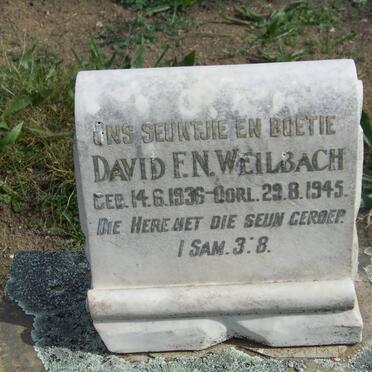 ONS SEUNTJIE EN BOETIE
DAVID F.N. WEILBACH
GEB. 14.6.1936-OORL. 29.8.1945.
DIE HERE HET DIE SEUN GEROEP.
I SAM. 3:8.